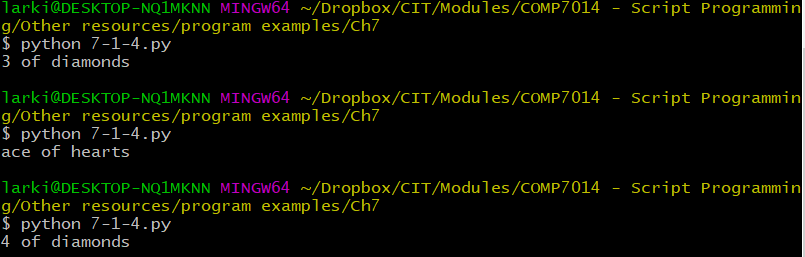 larki@DESKTOP-NQ1MKNN MINGW64 ~/Dropbox/CIT/Modules/COMP7014 - Script Programmin
g/Other resources/program examples/Ch7
$ python 7-1-4.py
3 of diamonds
larki@DESKTOP-NQ1MKNN MINGW64 ~/Dropbox/CIT/Modules/COMP7014 - Script Programmin
g/Other resources/program examples/Ch7
$ python 7-1-4.py
ace of hearts
larki@DESKTOP-NQ1MKNN MINGW64 ~/Dropbox/CIT/Modules/COMP7014 - Script Programmin
g/Other resources/program examples/Ch7
$ python 7-1-4.py
4 of diamonds